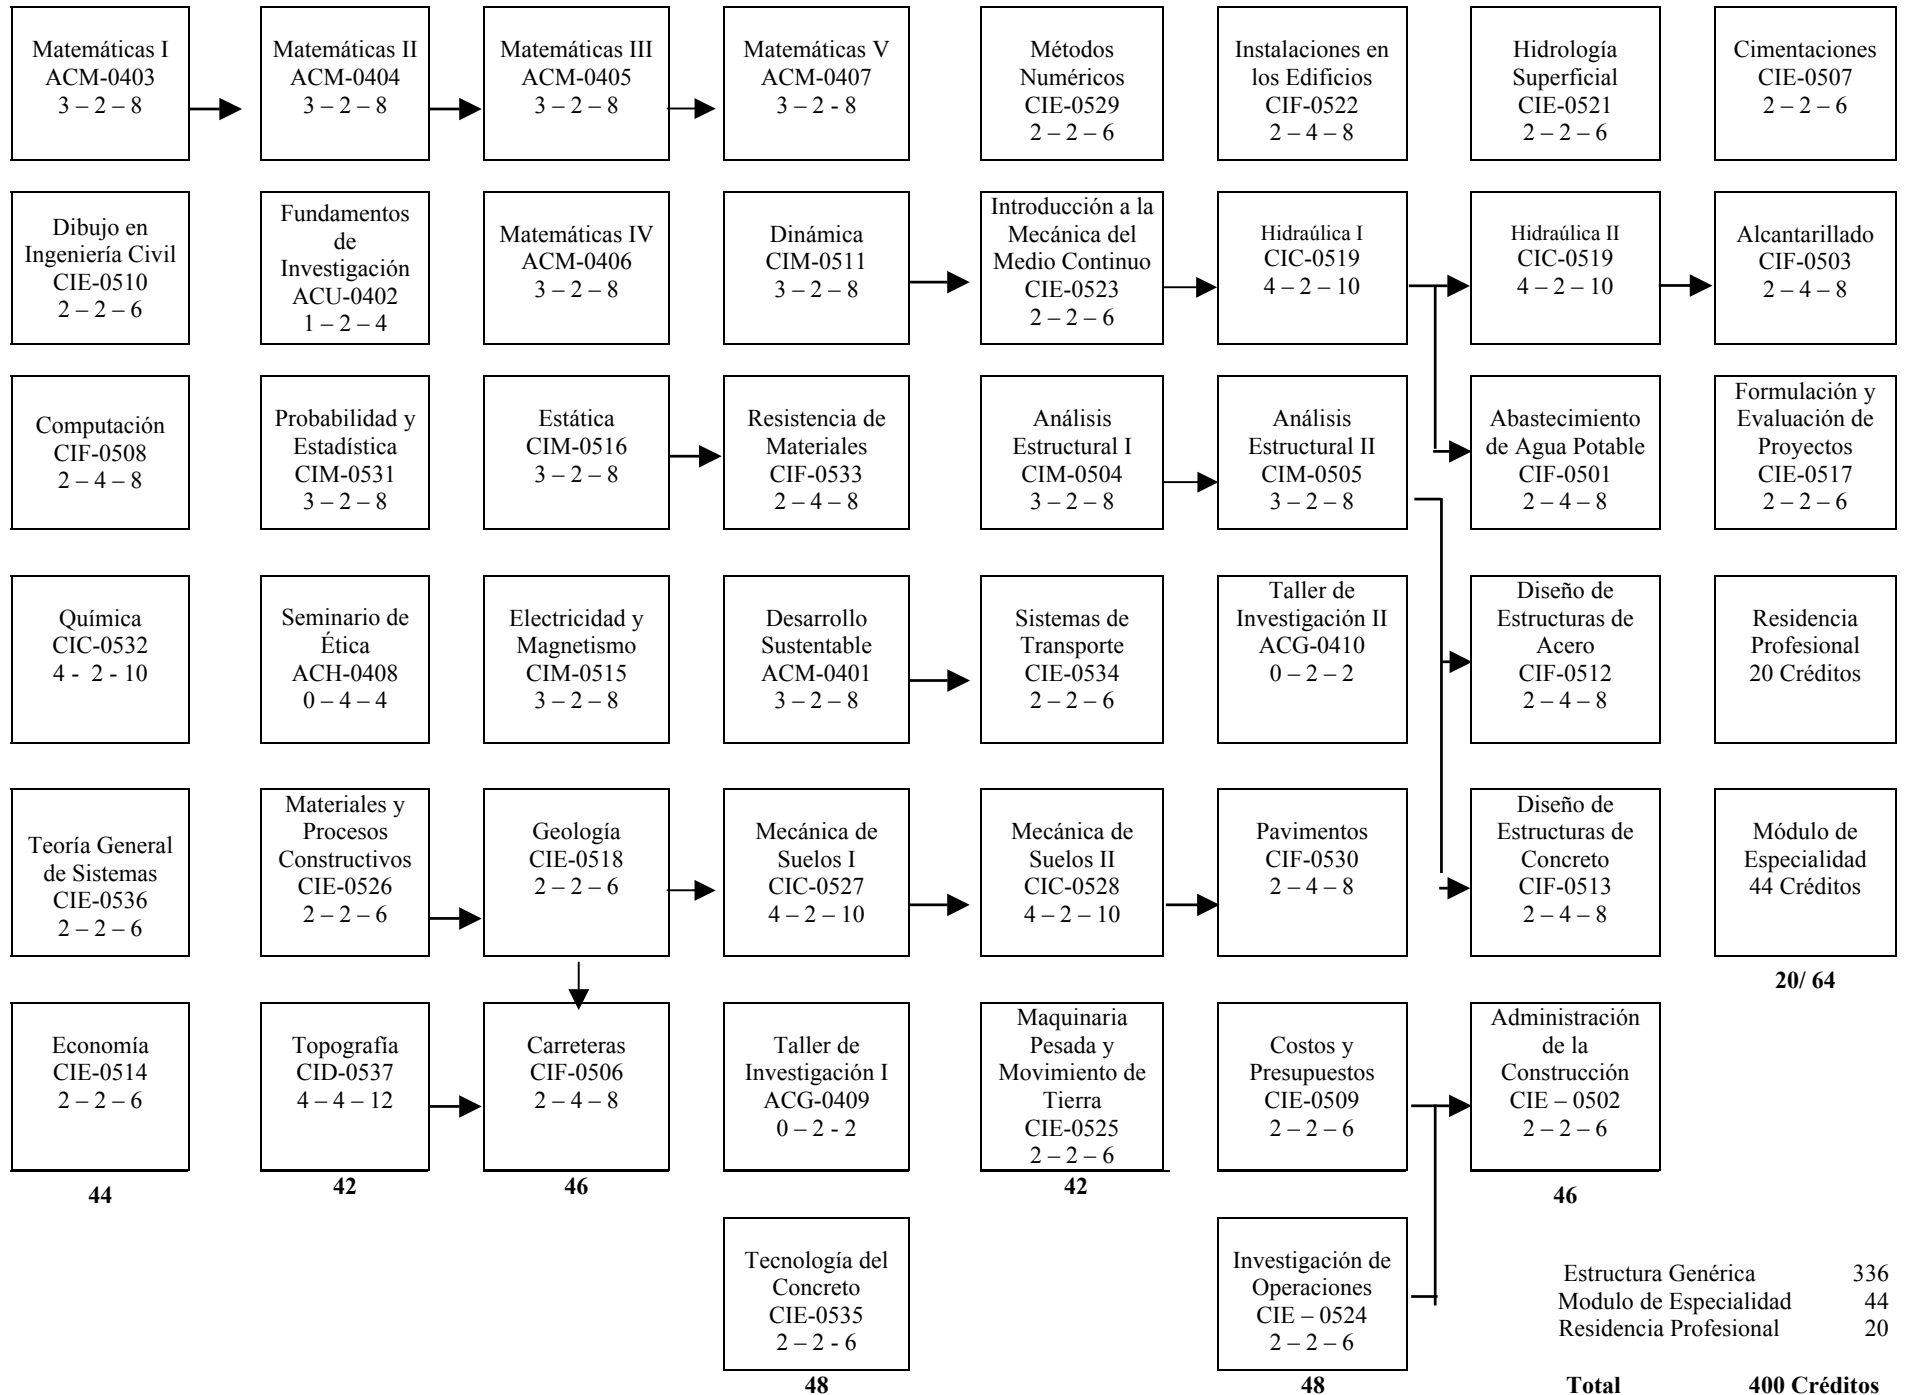 Matemáticas I
ACM-0403
3 – 2 – 8
Matemáticas II
ACM-0404
3 – 2 – 8
Matemáticas III
ACM-0405
3 – 2 – 8
Matemáticas V
ACM-0407
3 – 2 - 8
Métodos
Numéricos
CIE-0529
2 – 2 – 6
Instalaciones en
los Edificios
CIF-0522
2 – 4 – 8
Hidrología
Superficial
CIE-0521
2 – 2 – 6
Cimentaciones
CIE-0507
2 – 2 – 6
Dibujo en
Ingeniería Civil
CIE-0510
2 – 2 – 6
Fundamentos
de
Investigación
ACU-0402
1 – 2 – 4
Matemáticas IV
ACM-0406
3 – 2 – 8
Dinámica
CIM-0511
3 – 2 – 8
Introducción a la
Mecánica del
Medio Continuo
CIE-0523
2 – 2 – 6
Hidraúlica I
CIC-0519
4 – 2 – 10
Hidraúlica II
CIC-0519
4 – 2 – 10
Alcantarillado
CIF-0503
2 – 4 – 8
Computación
CIF-0508
2 – 4 – 8
Probabilidad y
Estadística
CIM-0531
3 – 2 – 8
Estática
CIM-0516
3 – 2 – 8
Resistencia de
Materiales
CIF-0533
2 – 4 – 8
Análisis
Estructural I
CIM-0504
3 – 2 – 8
Análisis
Estructural II
CIM-0505
3 – 2 – 8
Abastecimiento
de Agua Potable
CIF-0501
2 – 4 – 8
Formulación y
Evaluación de
Proyectos
CIE-0517
2 – 2 – 6
Química
CIC-0532
4 - 2 - 10
Seminario de
Ética
ACH-0408
0 – 4 – 4
Electricidad y
Magnetismo
CIM-0515
3 – 2 – 8
Desarrollo
Sustentable
ACM-0401
3 – 2 – 8
Sistemas de
Transporte
CIE-0534
2 – 2 – 6
Taller de
Investigación II
ACG-0410
0 – 2 – 2
Diseño de
Estructuras de
Acero
CIF-0512
2 – 4 – 8
Residencia
Profesional
20 Créditos
Teoría General
de Sistemas
CIE-0536
2 – 2 – 6
Materiales y
Procesos
Constructivos
CIE-0526
2 – 2 – 6
Geología
CIE-0518
2 – 2 – 6
Mecánica de
Suelos I
CIC-0527
4 – 2 – 10
Mecánica de
Suelos II
CIC-0528
4 – 2 – 10
Pavimentos
CIF-0530
2 – 4 – 8
Diseño de
Estructuras de
Concreto
CIF-0513
2 – 4 – 8
Módulo de
Especialidad
44 Créditos
20/ 64
Economía
CIE-0514
2 – 2 – 6
Topografía
CID-0537
4 – 4 – 12
Carreteras
CIF-0506
2 – 4 – 8
Taller de
Investigación I
ACG-0409
0 – 2 - 2
Maquinaria
Pesada y
Movimiento de
Tierra
CIE-0525
2 – 2 – 6
Costos y
Presupuestos
CIE-0509
2 – 2 – 6
Administración
de la
Construcción
CIE – 0502
2 – 2 – 6
44
42
46
42
46
Tecnología del
Concreto
CIE-0535
2 – 2 - 6
Investigación de
Operaciones
CIE – 0524
2 – 2 – 6
48
48
Estructura Genérica 336
Modulo de Especialidad 44
Residencia Profesional 20
Total 400 Créditos